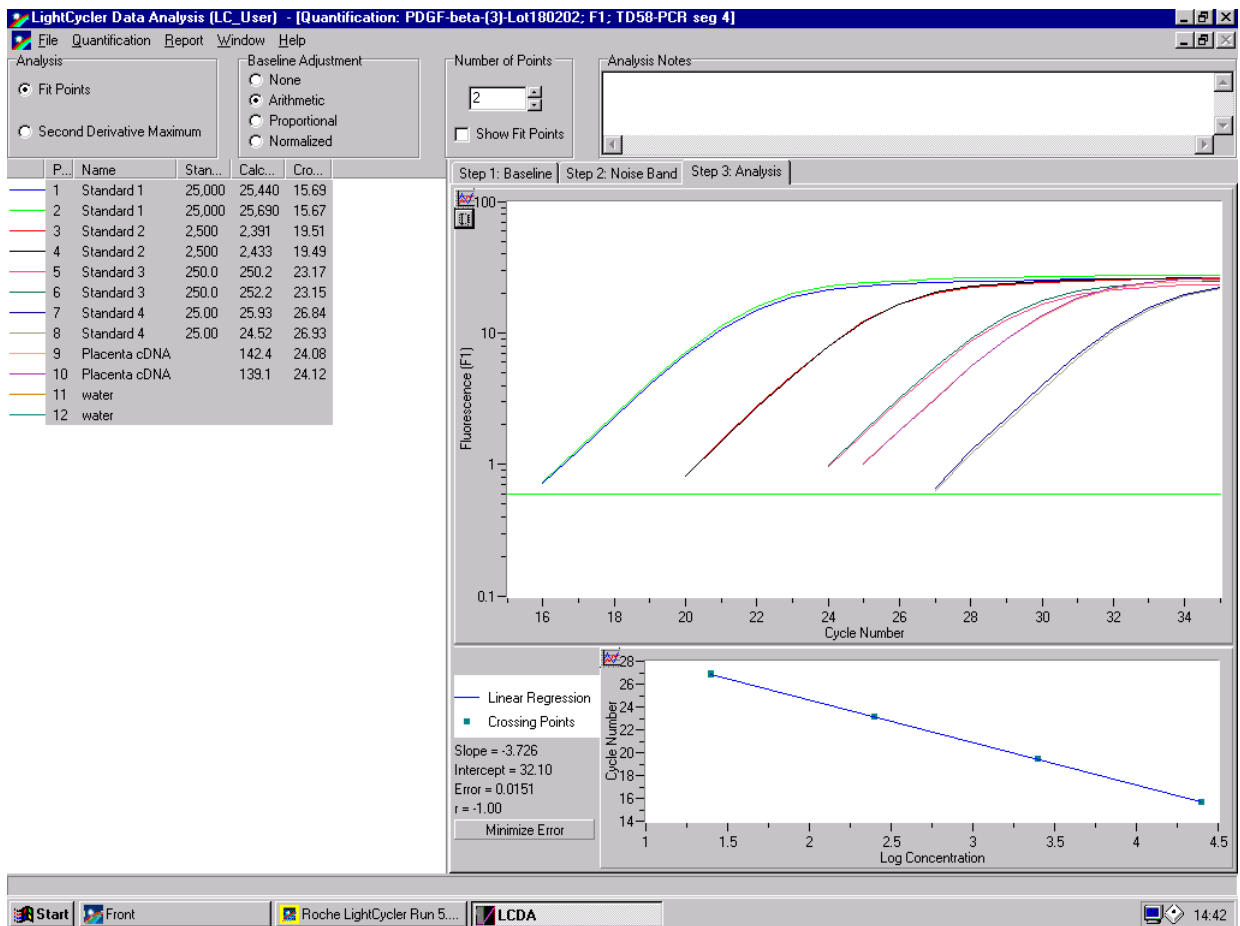 LightCycler Data Analysis (LC_User) - [Quantification: PDGF-beta-(3)-Lot180202; F1; TD58-PCR seg 4]
File Quantification Report Window Help
Analysis
Fit Points
Second Derivative Maximum
Baseline Adjustment
None
Arithmetic
Proportional
Normalized
Number of Points
2
Show Fit Points
Analysis Notes
P... Name Stan... Calc... Cro...
1 Standard 1 25,000 25,440 15.69
2 Standard 1 25,000 25,690 15.67
3 Standard 2 2,500 2,391 19.51
4 Standard 2 2,500 2,433 19.49
5 Standard 3 250.0 250.2 23.17
6 Standard 3 250.0 252.2 23.15
7 Standard 4 25.00 25.93 26.84
8 Standard 4 25.00 24.52 26.93
9 Placenta cDNA 142.4 24.08
10 Placenta cDNA 139.1 24.12
11 water
12 water
Step 1: Baseline Step 2: Noise Band Step 3: Analysis
100
10
1
0.1
Fluorescence (F1)
16 18 20 22 24 26 28 30 32 34
Cycle Number
Linear Regression
Crossing Points
Slope = -3.726
Intercept = 32.10
Error = 0.0151
r = -1.00
Minimize Error
28
26
24
22
20
18
16
14
Cycle Number
1 1.5 2 2.5 3 3.5 4 4.5
Log Concentration
Start Front Roche LightCycler Run 5.... LCDA 14:42